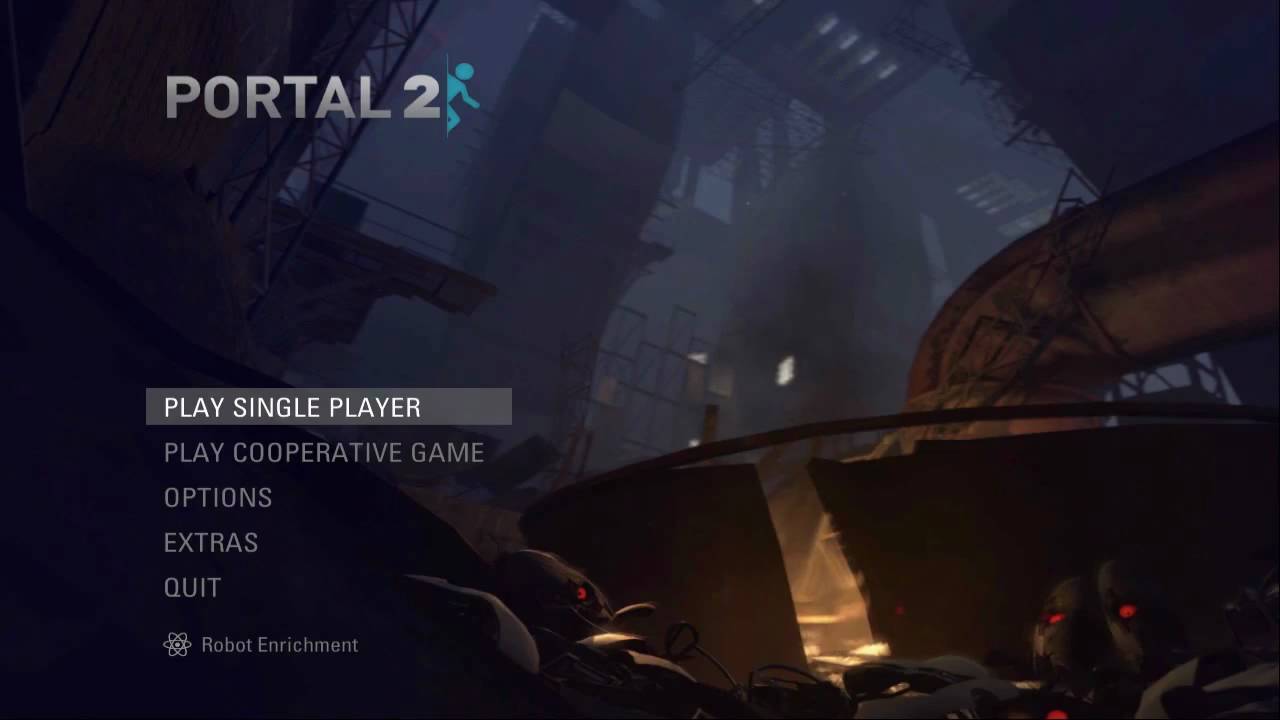 PORTAL 2
PLAY SINGLE PLAYER
PLAY COOPERATIVE GAME
OPTIONS
EXTRAS
QUIT
Robot Enrichment